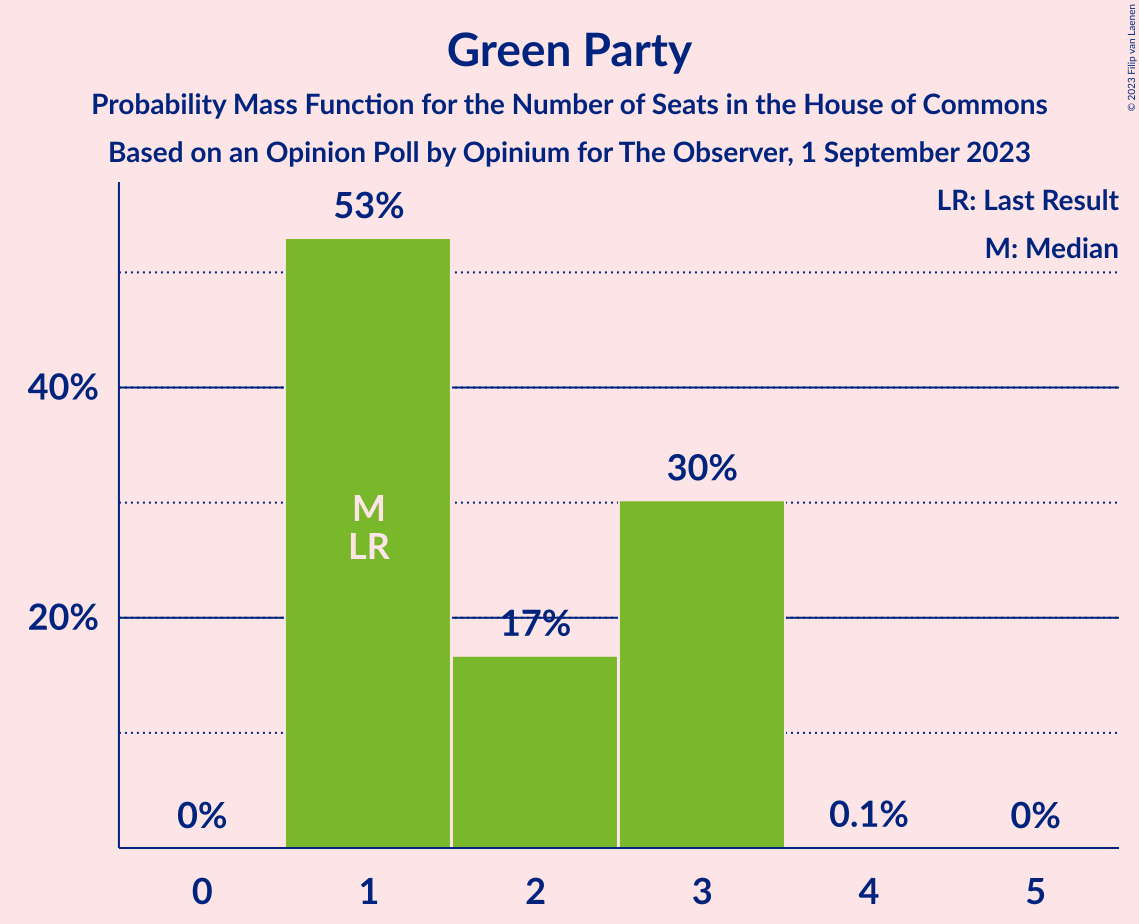 Green Party
Probability Mass Function for the Number of Seats in the House of Commons
Based on an Opinion Poll by Opinium for The Observer, 1 September 2023
© 2023 Filip van Laenen
LR: Last Result
M: Median
53%
40%
30%
M
LR
20%
17%
0%
0.1%
0%
0 1 2 3 4 5